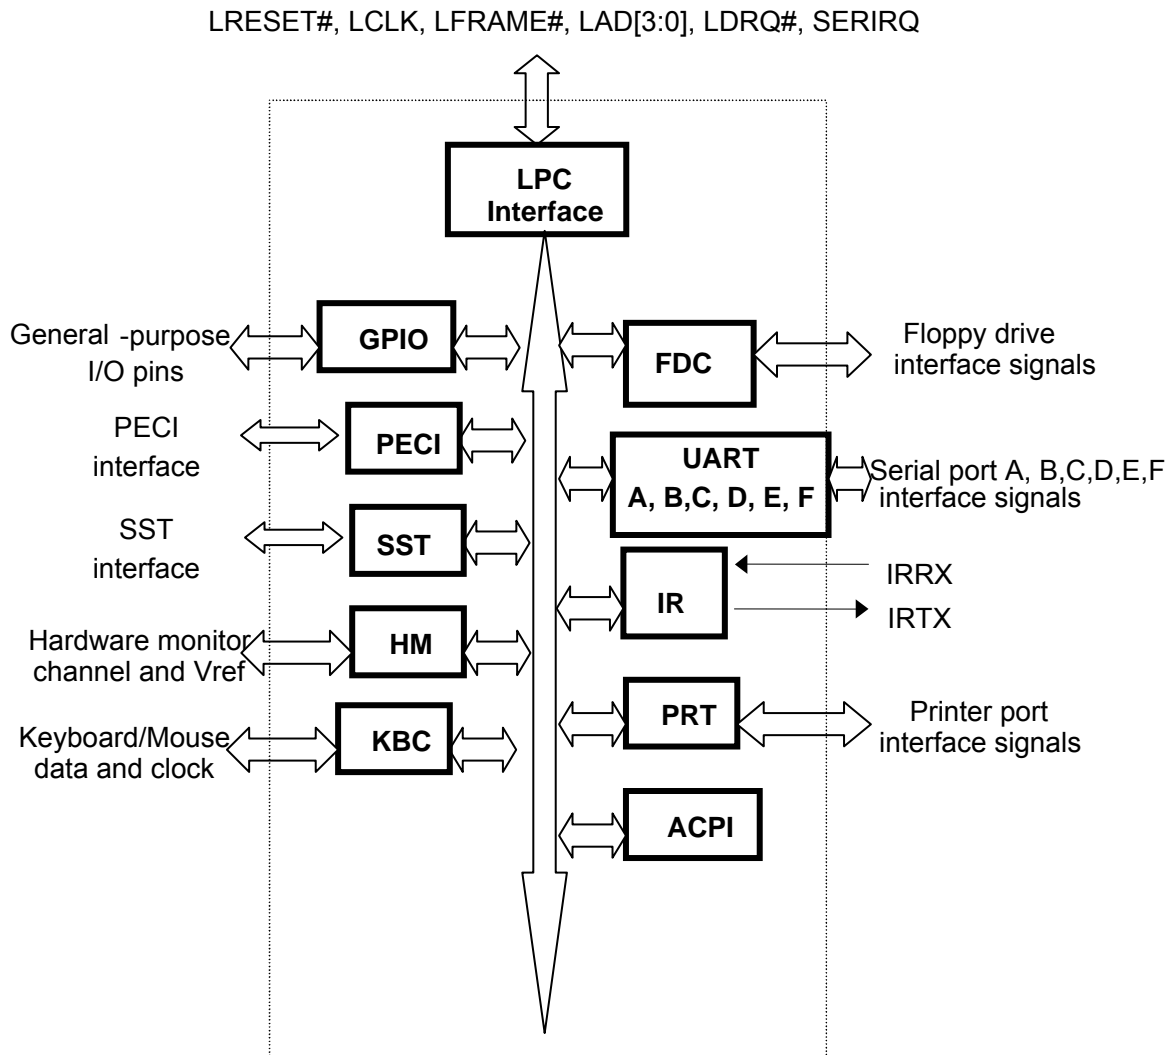 LRESET#, LCLK, LFRAME#, LAD[3:0], LDRQ#, SERIRQ
LPC
Interface
General -purpose
I/O pins
GPIO
FDC
Floppy drive
interface signals
PECI
interface
PECI
UART
A, B,C, D, E, F
Serial port A, B,C,D,E,F
interface signals
SST
interface
SST
IR
IRRX
IRTX
Hardware monitor
channel and Vref
HM
PRT
Printer port
interface signals
Keyboard/Mouse
data and clock
KBC
ACPI